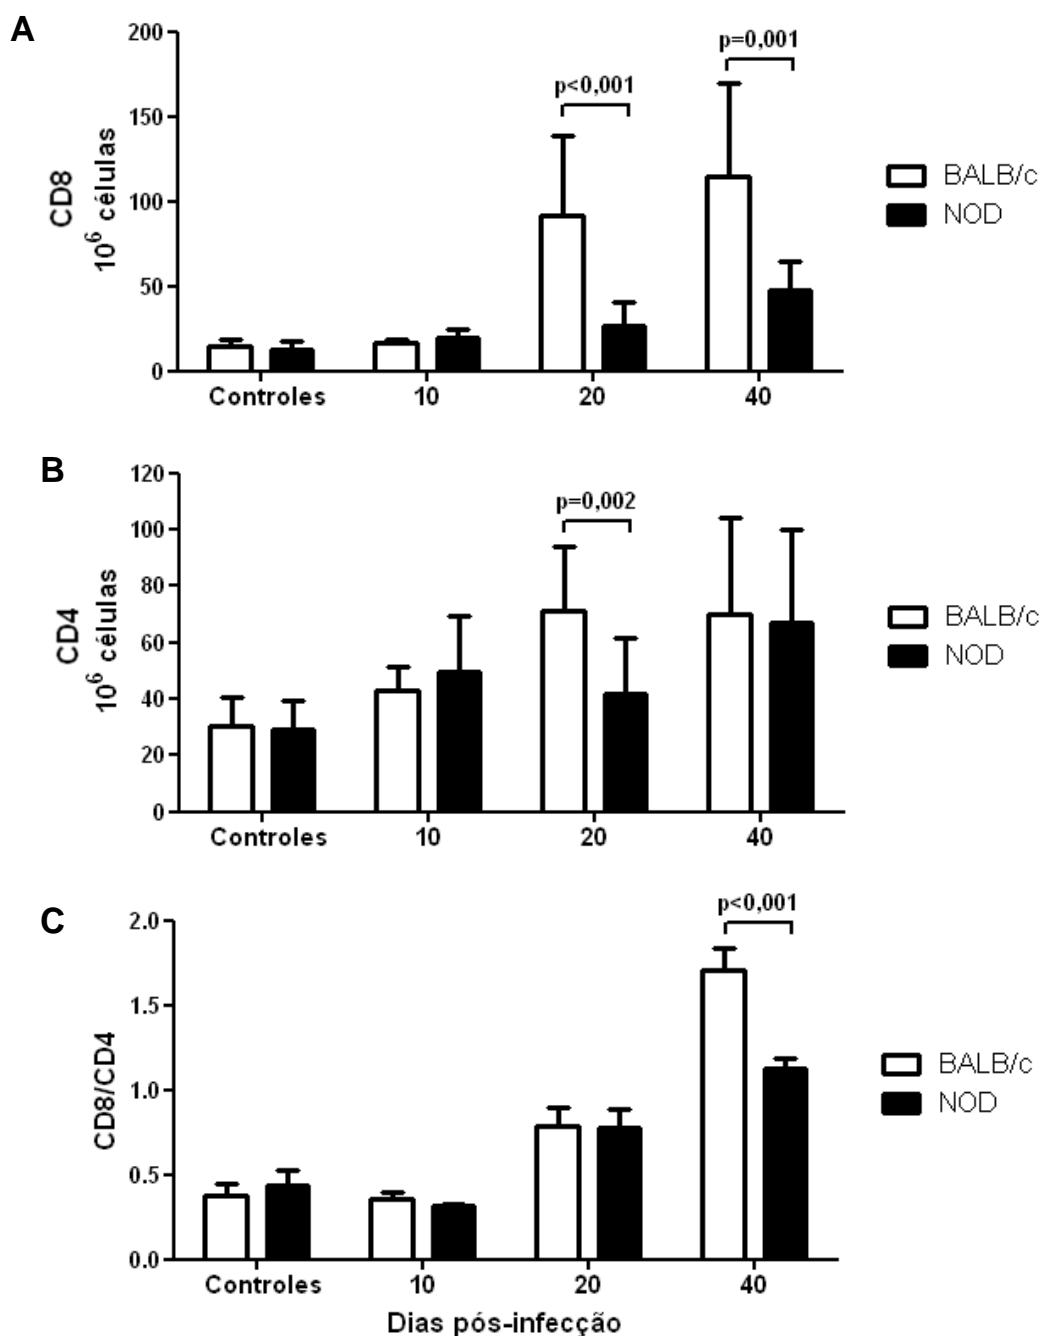 A
200
150
100
50
0
CD8
10⁶ células
p<0,001
p=0,001
BALB/c
NOD
Controles 10 20 40
B
120
100
80
60
40
20
0
CD4
10⁶ células
p=0,002
BALB/c
NOD
Controles 10 20 40
C
2.0
1.5
1.0
0.5
0.0
CD8/CD4
p<0,001
BALB/c
NOD
Controles 10 20 40
Dias pós-infecção